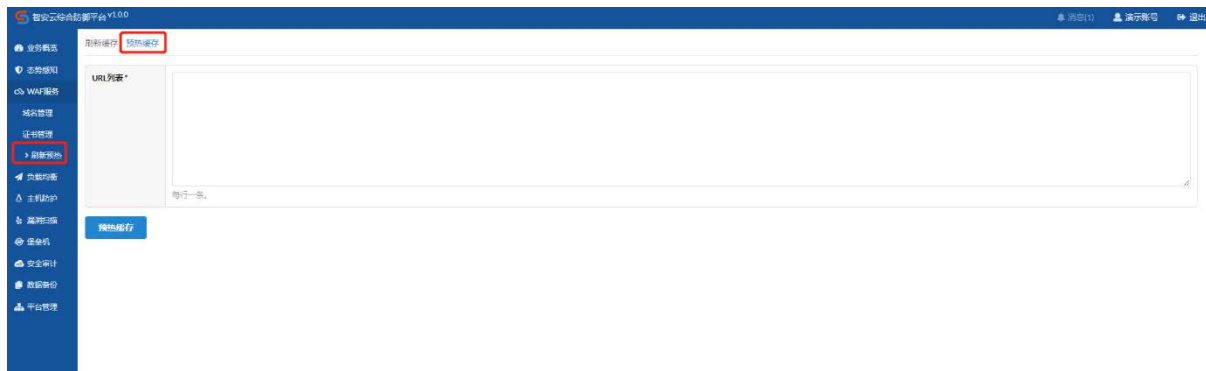 智安云综合防御平台V1.0.0
消息(1) 演示账号 退出
刷新缓存 预热缓存
业务概览
态势感知
WAF服务
域名管理
证书管理
刷新预热
负载均衡
主机防护
漏洞扫描
堡垒机
安全审计
数据备份
平台管理
URL列表*
每行一条。
预热缓存